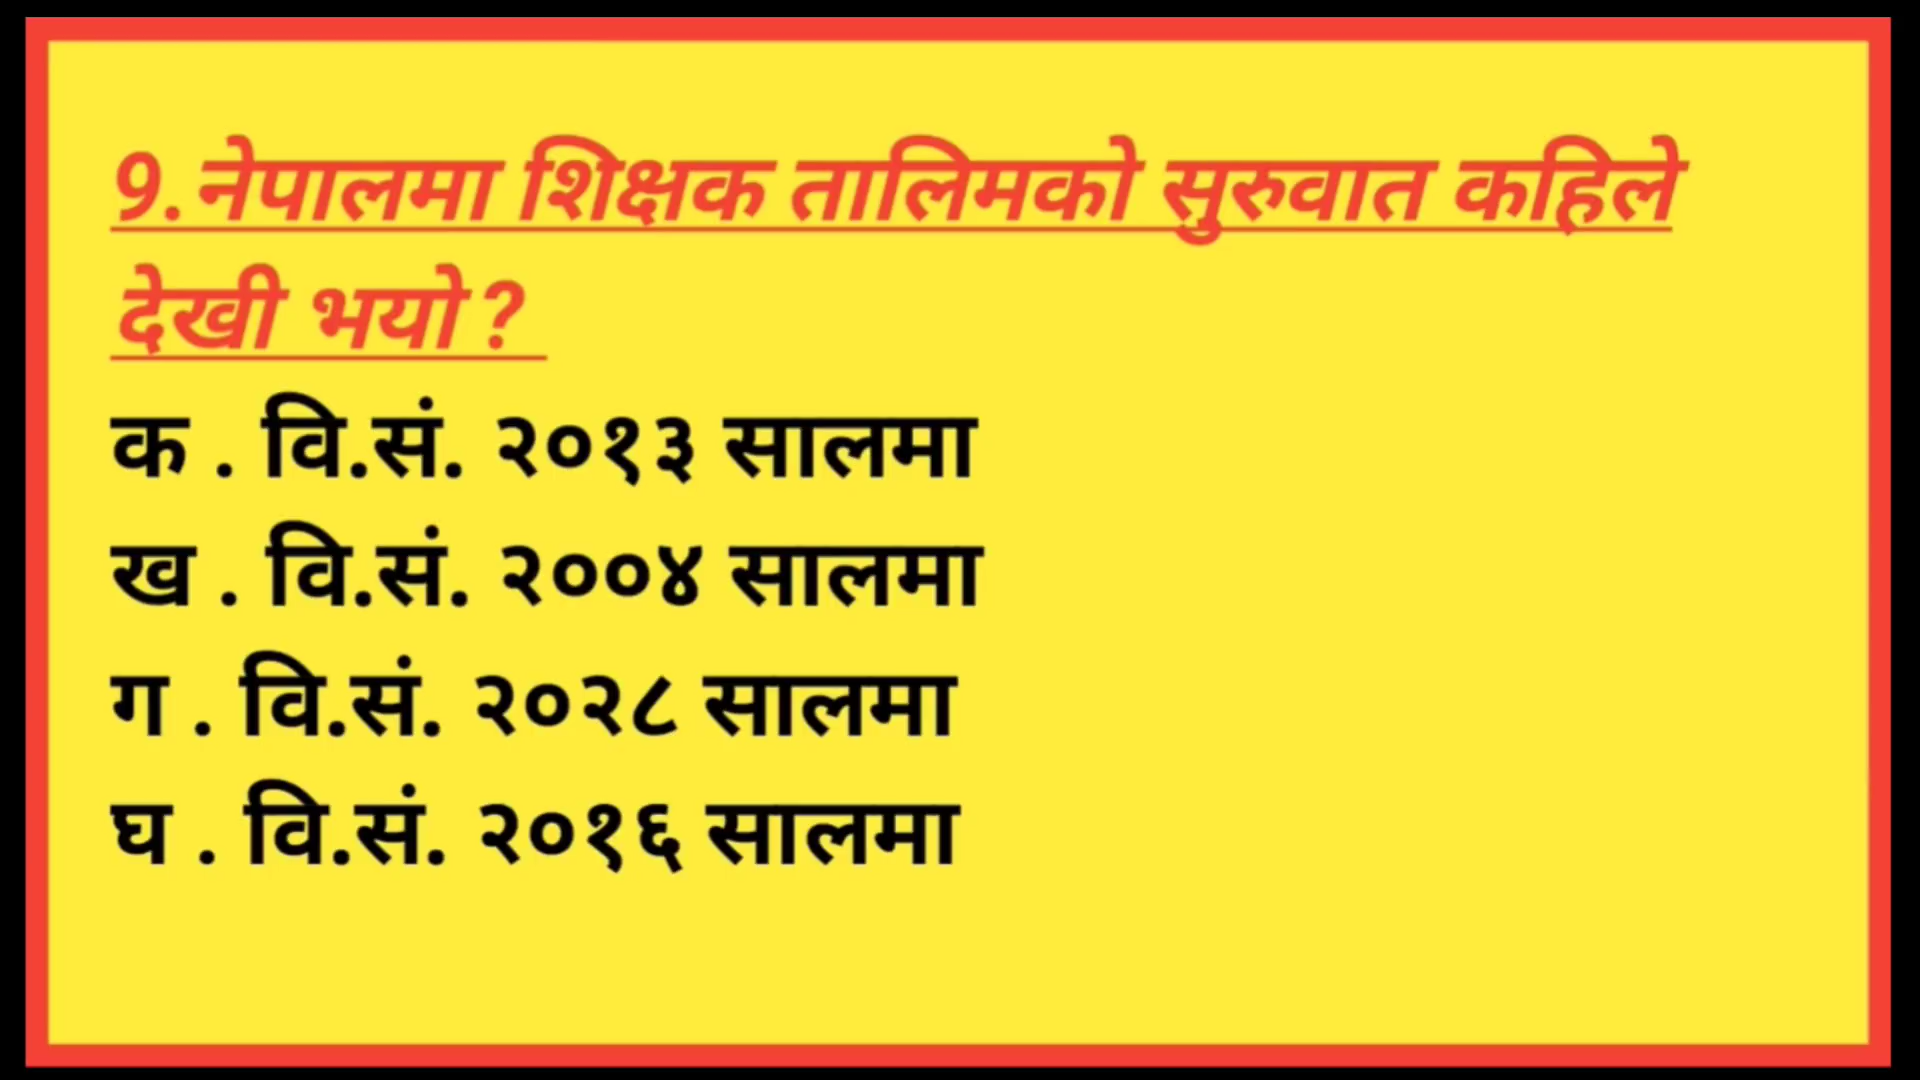 9.नेपालमा शिक्षक तालिमको सुरुवात कहिले
देखी भयो ?
क . वि.सं. २०१३ सालमा
ख . वि.सं. २००४ सालमा
ग . वि.सं. २०२८ सालमा
घ . वि.सं. २०१६ सालमा